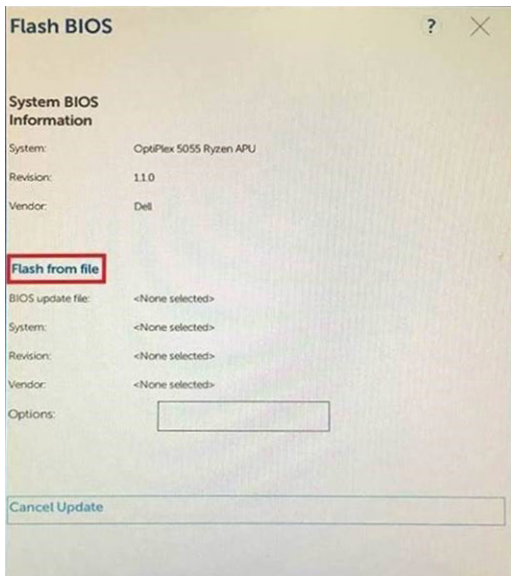 Flash BIOS ?
System BIOS
Information
System: OptiPlex 5055 Ryzen APU
Revision: 1.1.0
Vendor: Dell
Flash from file
BIOS update file: <None selected>
System: <None selected>
Revision: <None selected>
Vendor: <None selected>
Options:
Cancel Update